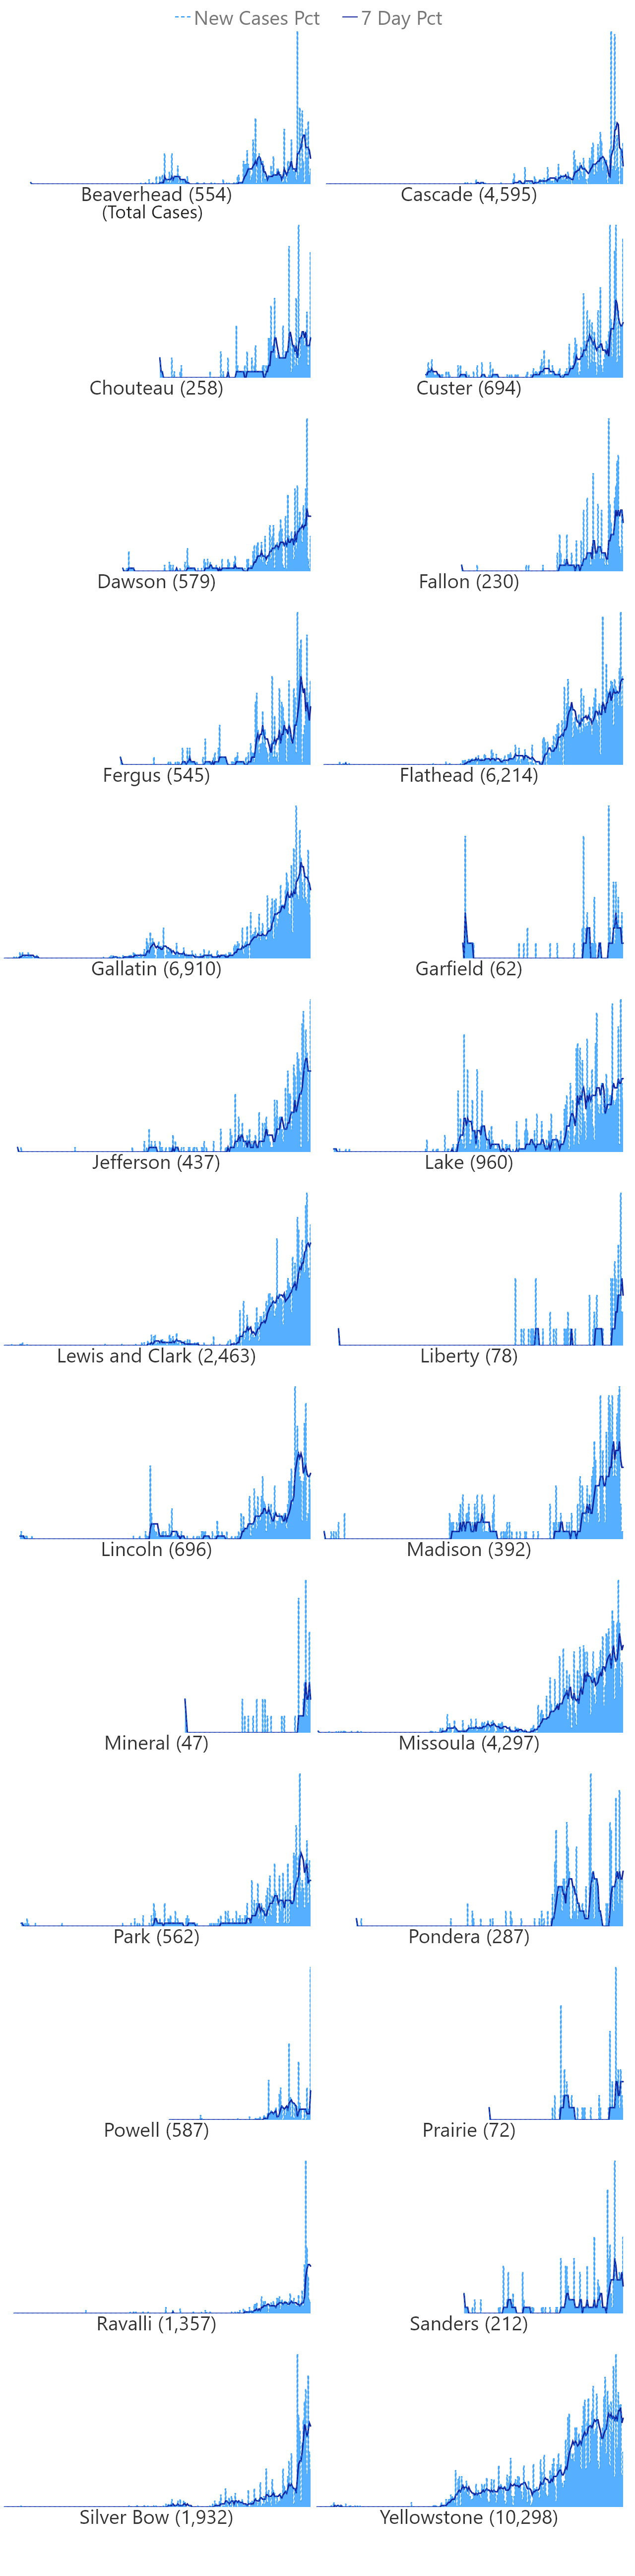 New Cases Pct 7 Day Pct
Beaverhead (554) Cascade (4,595)
(Total Cases)
Chouteau (258) Custer (694)
Dawson (579) Fallon (230)
Fergus (545) Flathead (6,214)
Gallatin (6,910) Garfield (62)
Jefferson (437) Lake (960)
Lewis and Clark (2,463) Liberty (78)
Lincoln (696) Madison (392)
Mineral (47) Missoula (4,297)
Park (562) Pondera (287)
Powell (587) Prairie (72)
Ravalli (1,357) Sanders (212)
Silver Bow (1,932) Yellowstone (10,298)